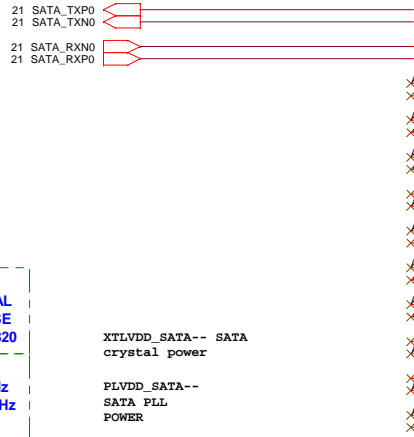 21 SATA_TXP0
21 SATA_TXN0
21 SATA_RXN0
21 SATA_RXP0
XTLVDD_SATA-- SATA
crystal power
PLVDD_SATA--
SATA PLL
POWER